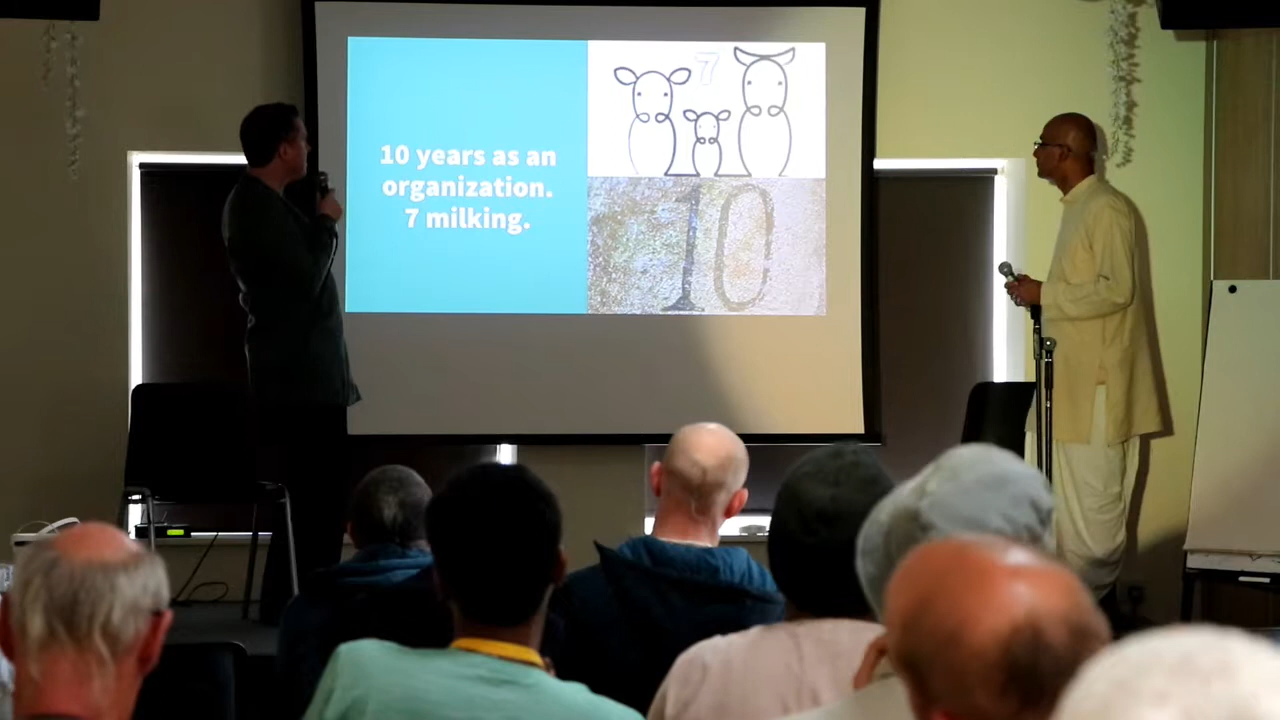 10 years as an
organization.
7 milking.
7
10